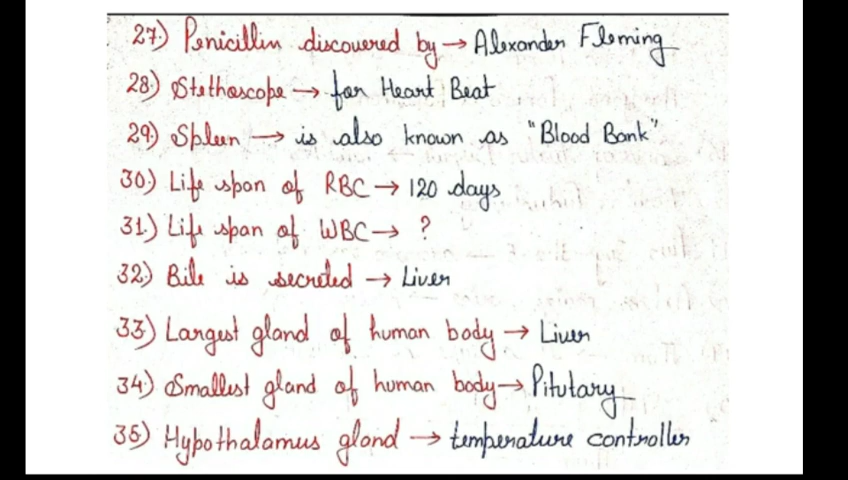 27.) Penicillin discovered by → Alexander Fleming
28.) Stethoscope → for Heart Beat
29.) Spleen → is also known as "Blood Bank"
30.) Life span of RBC → 120 days
31.) Life span of WBC → ?
32.) Bile is secreted → Liver
33.) Largest gland of human body → Liver
34.) Smallest gland of human body → Pitutary
35.) Hypothalamus gland → temperature controller